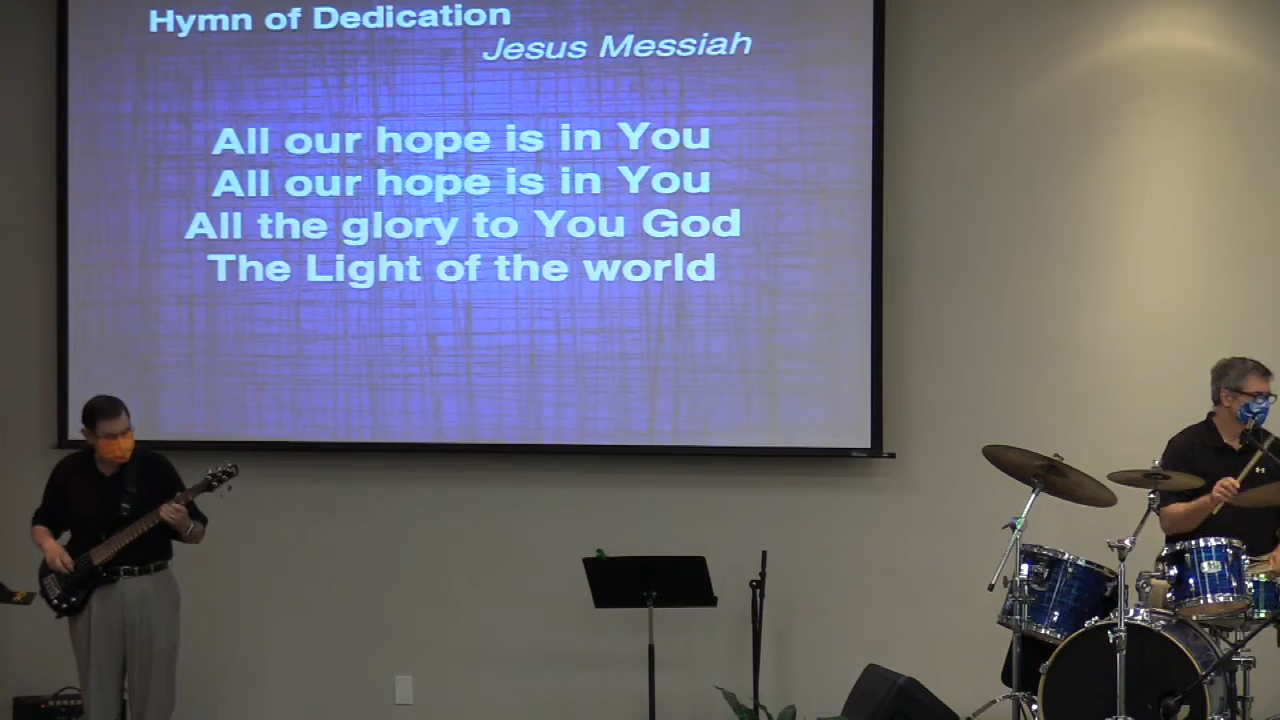 Hymn of Dedication
Jesus Messiah
All our hope is in You
All our hope is in You
All the glory to You God
The Light of the world